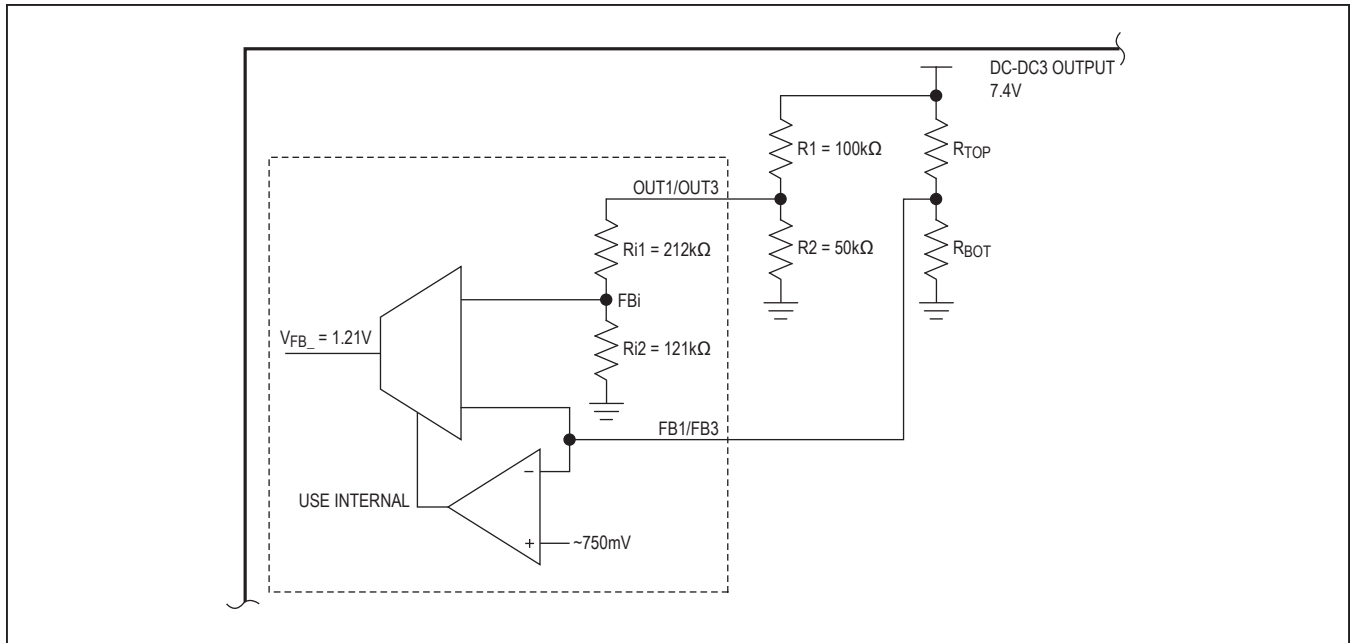 DC-DC3 OUTPUT
7.4V
R1 = 100kΩ
RTOP
OUT1/OUT3
Ri1 = 212kΩ
R2 = 50kΩ
RBOT
FBi
VFB_ = 1.21V
Ri2 = 121kΩ
FB1/FB3
−
USE INTERNAL
+
~750mV